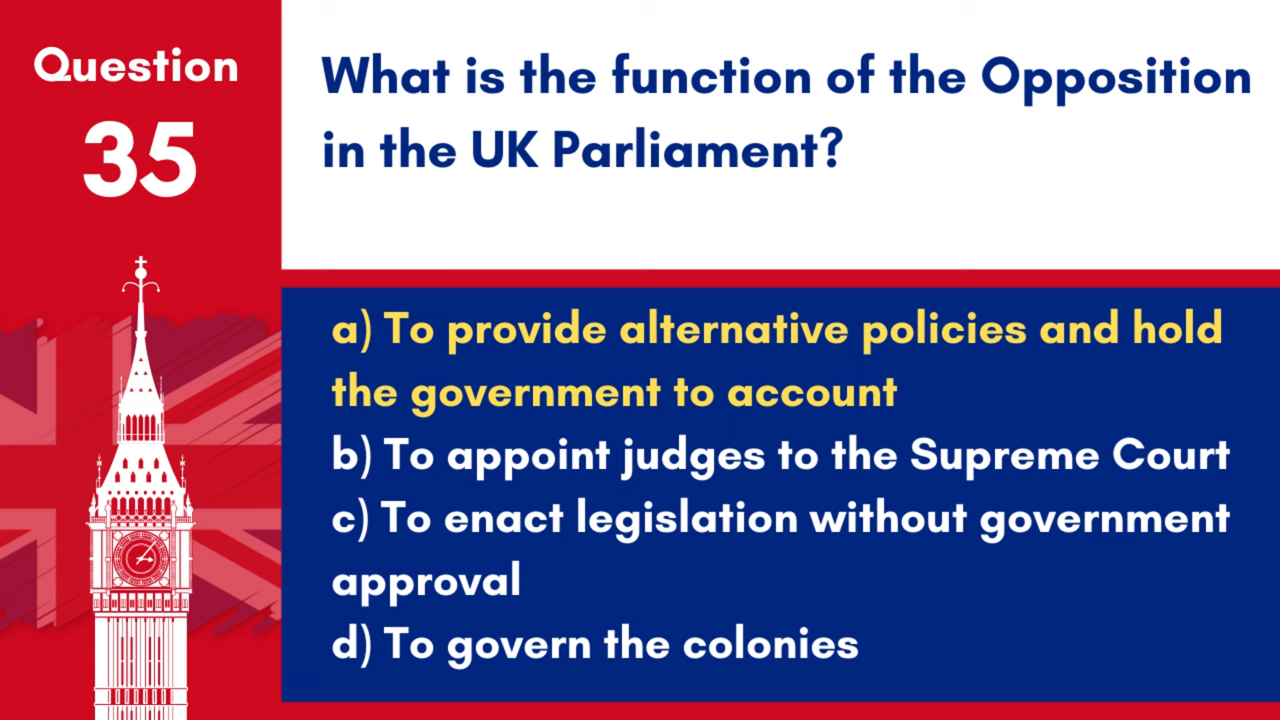 Question
35
What is the function of the Opposition
in the UK Parliament?
a) To provide alternative policies and hold
the government to account
b) To appoint judges to the Supreme Court
c) To enact legislation without government
approval
d) To govern the colonies